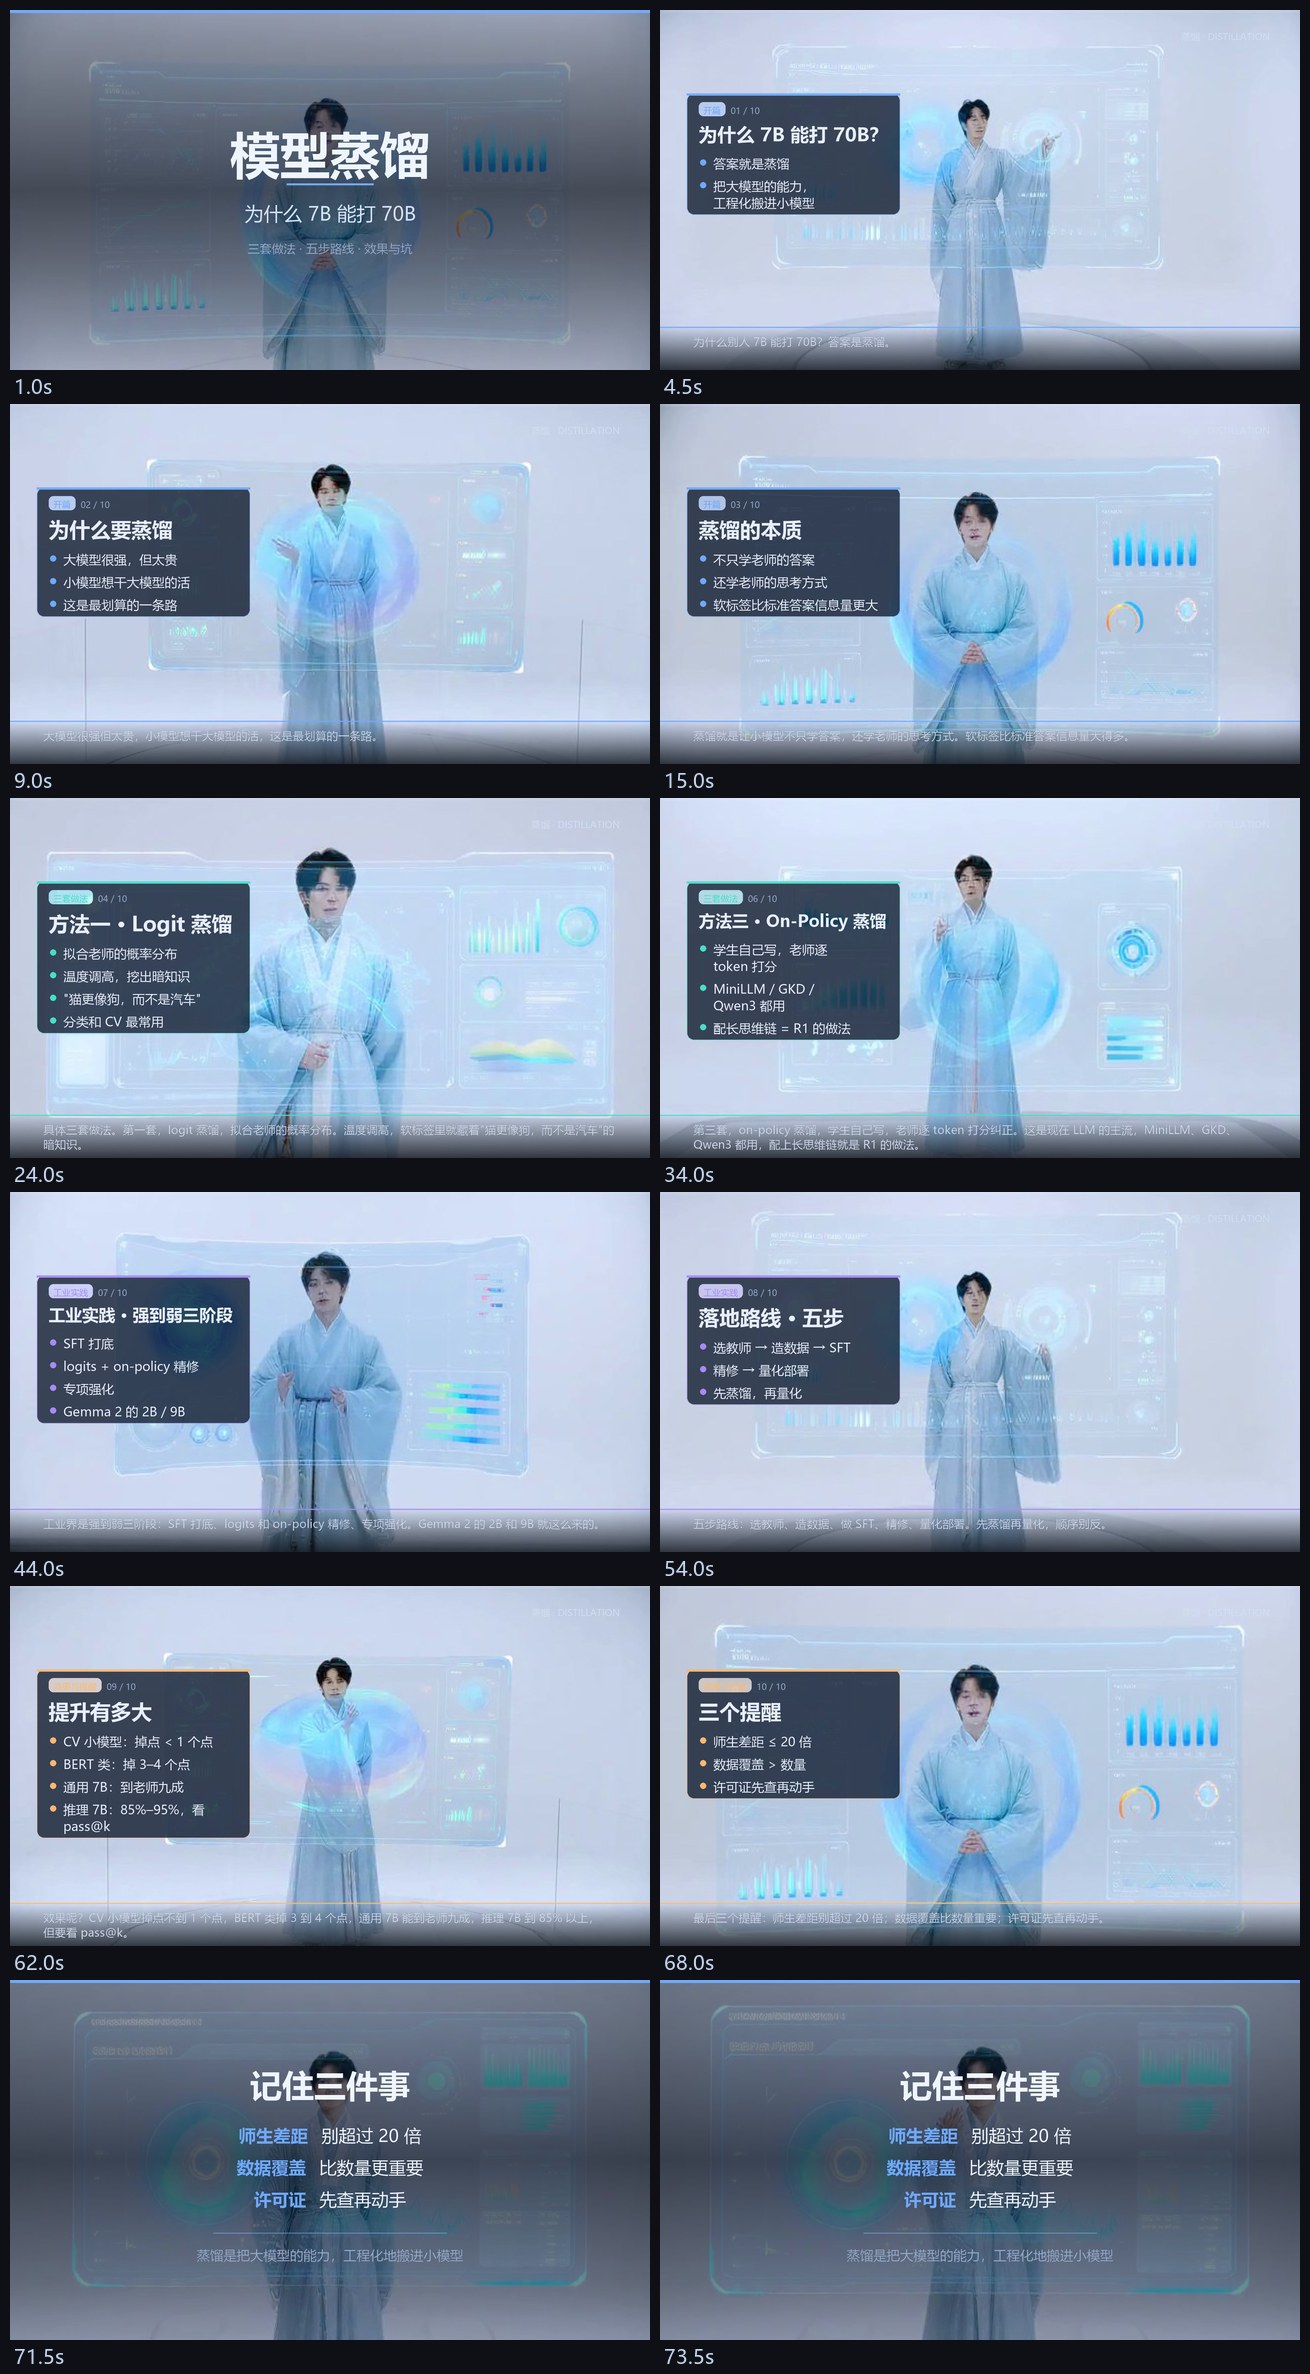 模型蒸馏
为什么 7B 能打 70B
三套做法 · 五步路线 · 效果与坑
1.0s
蒸馏 · DISTILLATION
开篇 01 / 10
为什么 7B 能打 70B?
答案就是蒸馏
把大模型的能力,
工程化搬进小模型
为什么别人 7B 能打 70B? 答案是蒸馏。
4.5s
蒸馏 · DISTILLATION
开篇 02 / 10
为什么要蒸馏
大模型很强，但太贵
小模型想干大模型的活
这是最划算的一条路
大模型很强但太贵，小模型想干大模型的活，这是最划算的一条路。
9.0s
蒸馏 · DISTILLATION
开篇 03 / 10
蒸馏的本质
不只学老师的答案
还学老师的思考方式
软标签比标准答案信息量更大
蒸馏就是让小模型不只学答案，还学老师的思考方式。软标签比标准答案信息量大得多。
15.0s
蒸馏 · DISTILLATION
三套做法 04 / 10
方法一 · Logit 蒸馏
拟合老师的概率分布
温度调高，挖出暗知识
"猫更像狗，而不是汽车"
分类和 CV 最常用
具体三套做法。第一套，logit 蒸馏，拟合老师的概率分布。温度调高，软标签里就藏着"猫更像狗，而不是汽车"的
暗知识。
24.0s
三套做法 06 / 10
方法三 · On-Policy 蒸馏
学生自己写，老师逐
token 打分
MiniLLM / GKD /
Qwen3 都用
配长思维链 = R1 的做法
第三套，on-policy 蒸馏，学生自己写，老师逐 token 打分纠正。这是现在 LLM 的主流，MiniLLM、GKD、
Qwen3 都用，配上长思维链就是 R1 的做法。
34.0s
工业实践 07 / 10
工业实践 · 强到弱三阶段
SFT 打底
logits + on-policy 精修
专项强化
Gemma 2 的 2B / 9B
工业界是强到弱三阶段：SFT 打底、logits 和 on-policy 精修、专项强化。Gemma 2 的 2B 和 9B 就这么来的。
44.0s
蒸馏 · DISTILLATION
工业实践 08 / 10
落地路线 · 五步
选教师 → 造数据 → SFT
精修 → 量化部署
先蒸馏，再量化
五步路线：选教师、造数据、做 SFT、精修、量化部署。先蒸馏再量化，顺序别反。
54.0s
蒸馏 · DISTILLATION
09 / 10
提升有多大
CV 小模型：掉点 < 1 个点
BERT 类：掉 3–4 个点
通用 7B：到老师九成
推理 7B：85%–95%，看
pass@k
效果呢？CV 小模型掉点不到 1 个点，BERT 类掉 3 到 4 个点，通用 7B 能到老师九成，推理 7B 到 85% 以上，
但要看 pass@k。
62.0s
蒸馏 · DISTILLATION
10 / 10
三个提醒
师生差距 ≤ 20 倍
数据覆盖 > 数量
许可证先查再动手
最后三个提醒：师生差距别超过 20 倍；数据覆盖比数量重要；许可证先查再动手。
68.0s
记住三件事
师生差距 别超过 20 倍
数据覆盖 比数量更重要
许可证 先查再动手
蒸馏是把大模型的能力，工程化地搬进小模型
71.5s
记住三件事
师生差距 别超过 20 倍
数据覆盖 比数量更重要
许可证 先查再动手
蒸馏是把大模型的能力，工程化地搬进小模型
73.5s